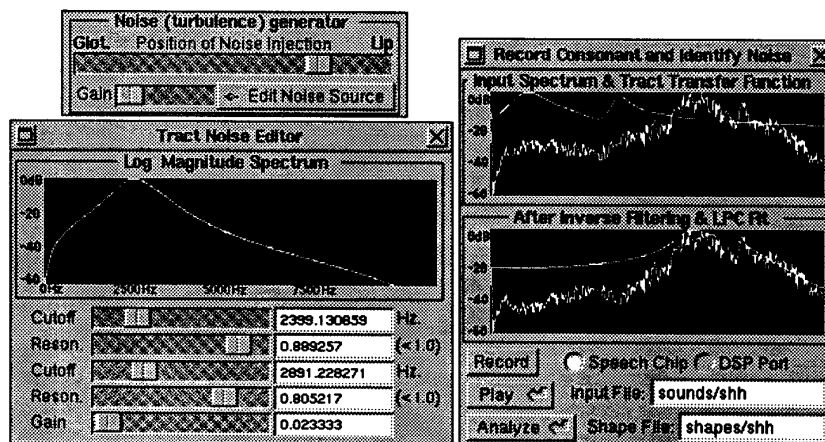 Noise (turbulence) generator
Glot. Position of Noise Injection Lip
Gain <- Edit Noise Source
Tract Noise Editor
Log Magnitude Spectrum
0dB
-20
-40
-60
0Hz 2500Hz 5000Hz 7500Hz
Cutoff 2399.130859 Hz.
Reson. 0.889257 (<1.0)
Cutoff 2891.228271 Hz.
Reson. 0.805217 (<1.0)
Gain 0.023333
Record Consonant and Identify Noise
Input Spectrum & Tract Transfer Function
0dB
-20
-40
-60
After Inverse Filtering & LPC Fit
0dB
-20
-40
-60
Record Speech Chip DSP Port
Play Input File: sounds/shh
Analyze Shape File: shapes/shh